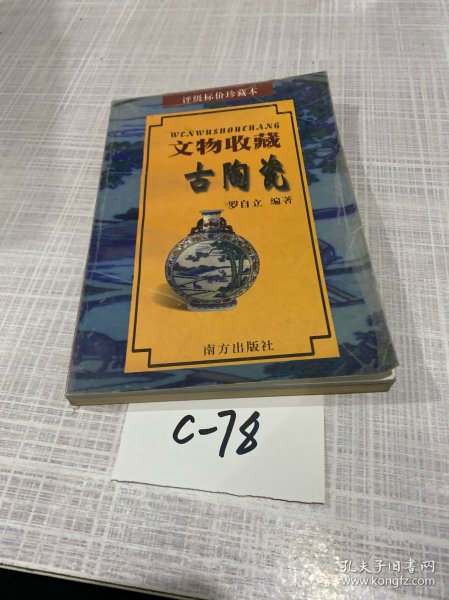 评级标价珍藏本
WENWUSHOUCHANG
文物收藏
古陶瓷
罗自立 编著
南方出版社
C-78
孔夫子旧书网
www.kongfz.com